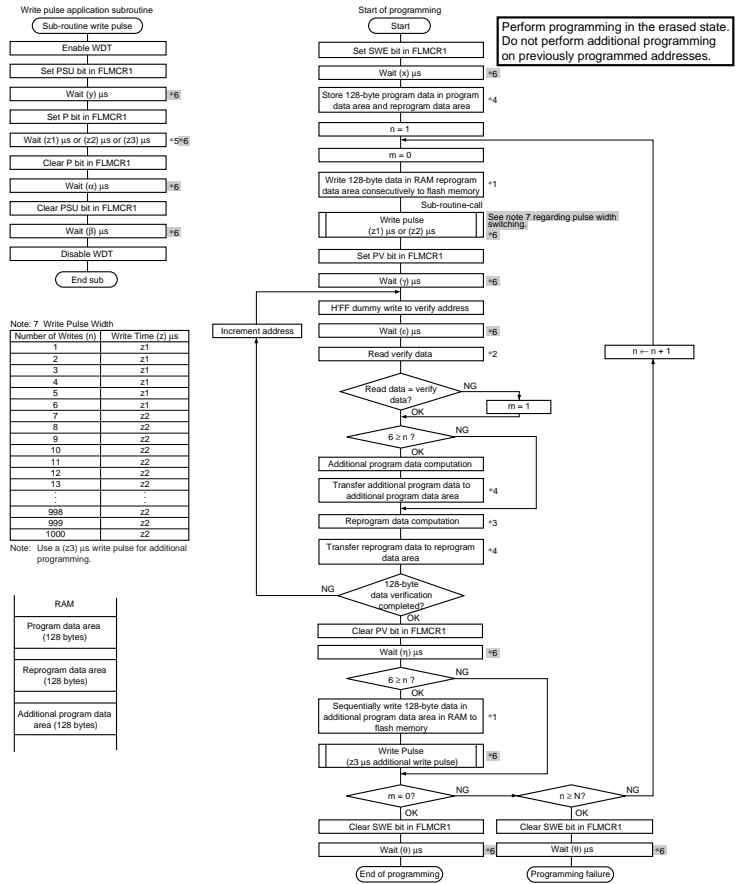 Write pulse application subroutine
Sub-routine write pulse
Enable WDT
Set PSU bit in FLMCR1
Wait (y) μs
*6
Set P bit in FLMCR1
Wait (z1) μs or (z2) μs or (z3) μs
*5*6
Clear P bit in FLMCR1
Wait (α) μs
*6
Clear PSU bit in FLMCR1
Wait (β) μs
*6
Disable WDT
End sub
Note: 7 Write Pulse Width
Number of Writes (n) Write Time (z) μs
1 z1
2 z1
3 z1
4 z1
5 z1
6 z1
7 z2
8 z2
9 z2
10 z2
11 z2
12 z2
13 z2
⋮ ⋮
998 z2
999 z2
1000 z2
Note: Use a (z3) μs write pulse for additional
programming.
RAM
Program data area
(128 bytes)
Reprogram data area
(128 bytes)
Additional program data
area (128 bytes)
Start of programming
Start
Perform programming in the erased state.
Do not perform additional programming
on previously programmed addresses.
Set SWE bit in FLMCR1
Wait (x) μs
*6
Store 128-byte program data in program
data area and reprogram data area
*4
n = 1
m = 0
Write 128-byte data in RAM reprogram
data area consecutively to flash memory
*1
Sub-routine-call
Write pulse
(z1) μs or (z2) μs
See note 7 regarding pulse width
switching.
*6
Set PV bit in FLMCR1
Wait (γ) μs
*6
H'FF dummy write to verify address
Increment address
Wait (ε) μs
*6
Read verify data
*2
n ← n + 1
Read data = verify
data?
NG
m = 1
OK
6 ≥ n ?
NG
OK
Additional program data computation
Transfer additional program data to
additional program data area
*4
Reprogram data computation
*3
Transfer reprogram data to reprogram
data area
*4
NG
128-byte
data verification
completed?
OK
Clear PV bit in FLMCR1
Wait (η) μs
*6
6 ≥ n ?
NG
OK
Sequentially write 128-byte data in
additional program data area in RAM to
flash memory
*1
Write Pulse
(z3 μs additional write pulse)
*6
m = 0?
NG
n ≥ N?
NG
OK
OK
Clear SWE bit in FLMCR1
Clear SWE bit in FLMCR1
Wait (θ) μs
*6
Wait (θ) μs
*6
End of programming
Programming failure